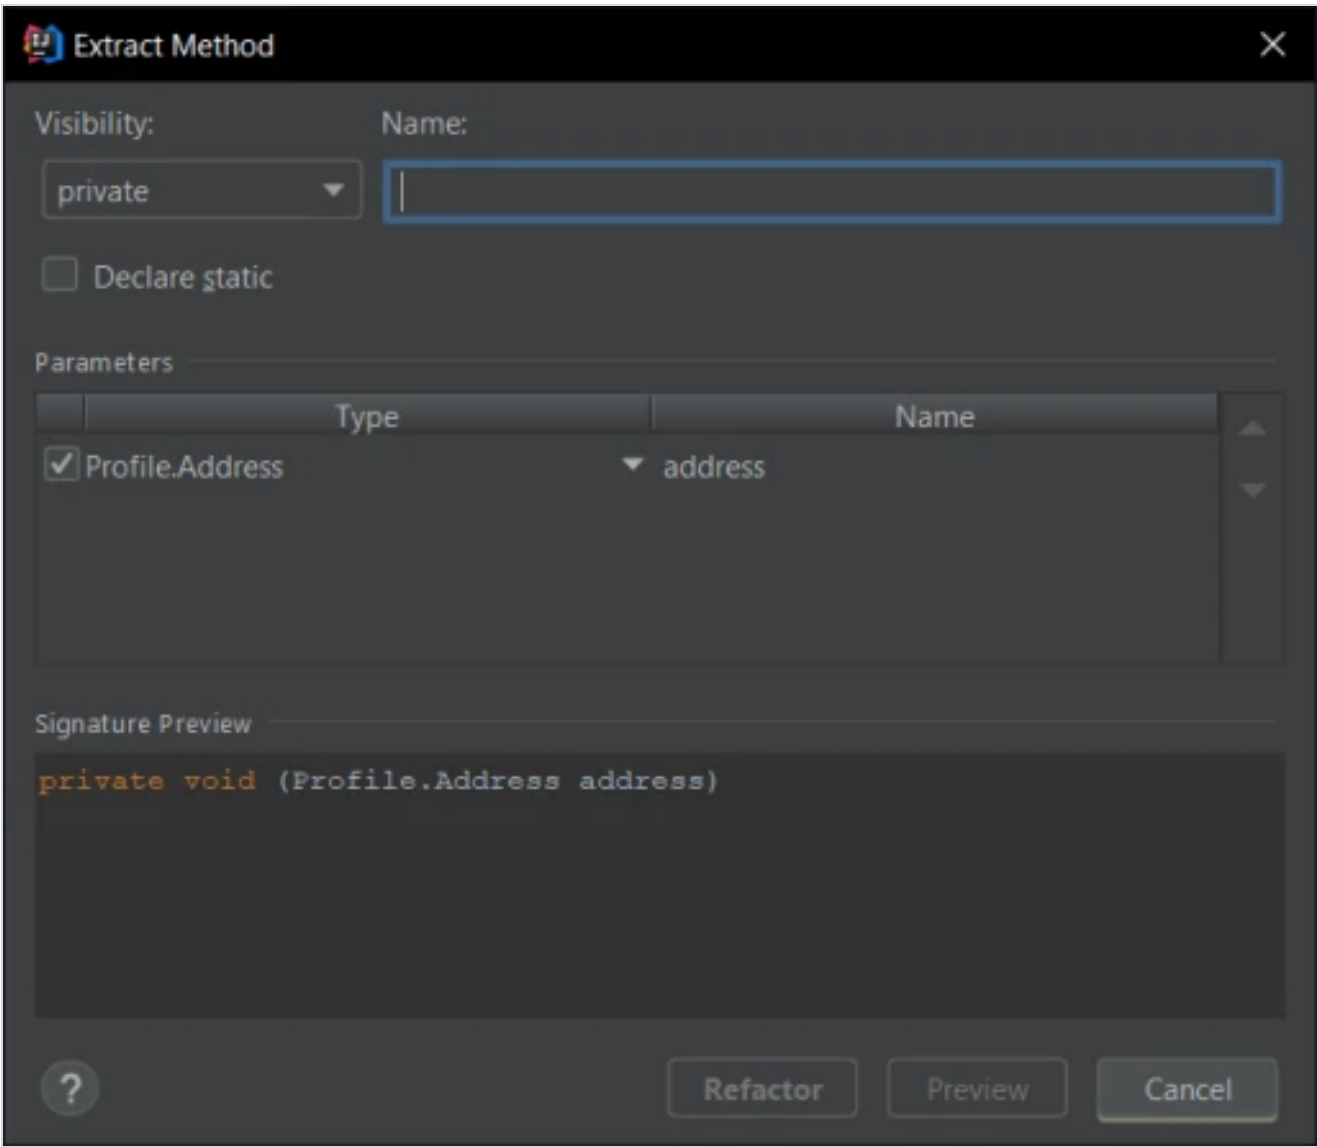 Extract Method
Visibility: Name:
private
Declare static
Parameters
Type Name
Profile.Address address
Signature Preview
private void (Profile.Address address)
? Refactor Preview Cancel